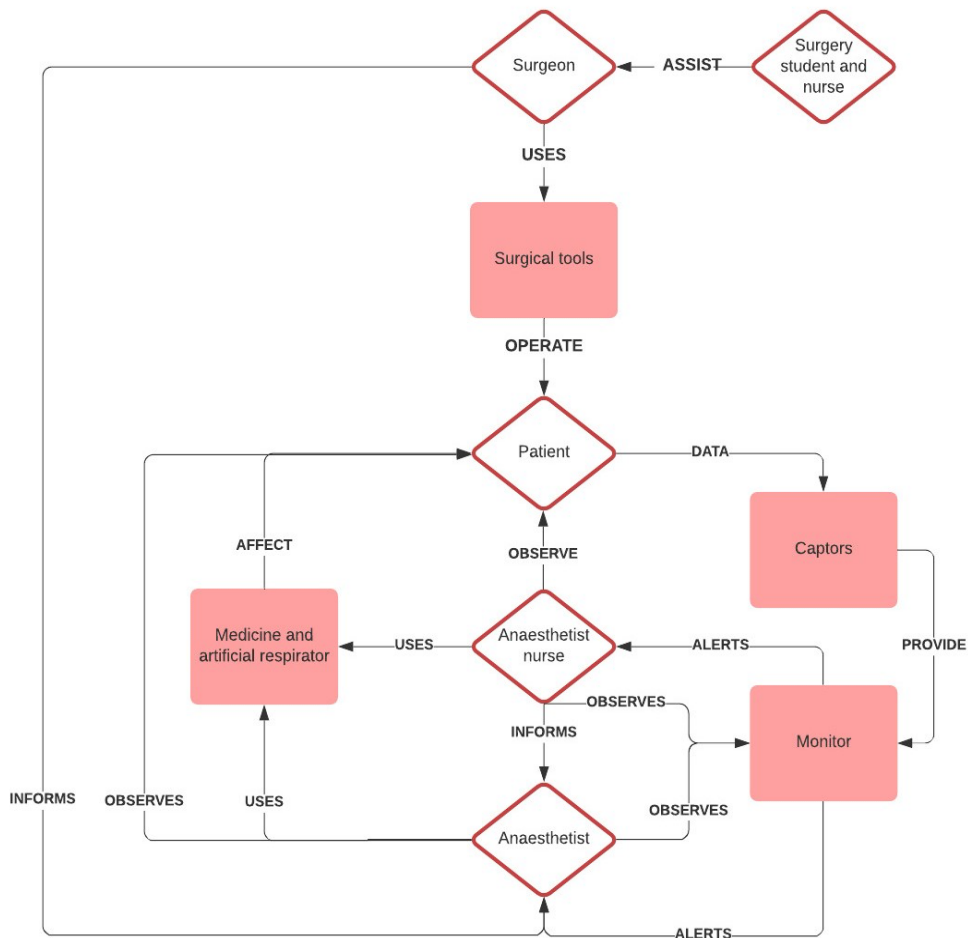 Surgeon
ASSIST
Surgery
student and
nurse
USES
Surgical tools
OPERATE
Patient
DATA
Captors
AFFECT
OBSERVE
Medicine and
artificial respirator
USES
Anaesthetist
nurse
ALERTS
PROVIDE
OBSERVES
INFORMS
Monitor
INFORMS
OBSERVES
USES
OBSERVES
Anaesthetist
ALERTS